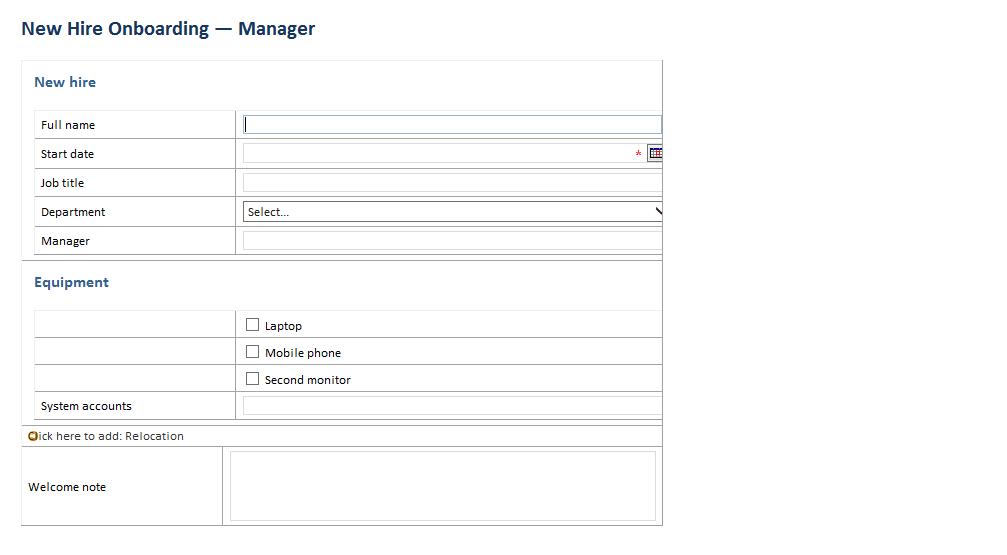 New Hire Onboarding — Manager
New hire
Full name
Start date *
Job title
Department Select...
Manager
Equipment
Laptop
Mobile phone
Second monitor
System accounts
Click here to add: Relocation
Welcome note